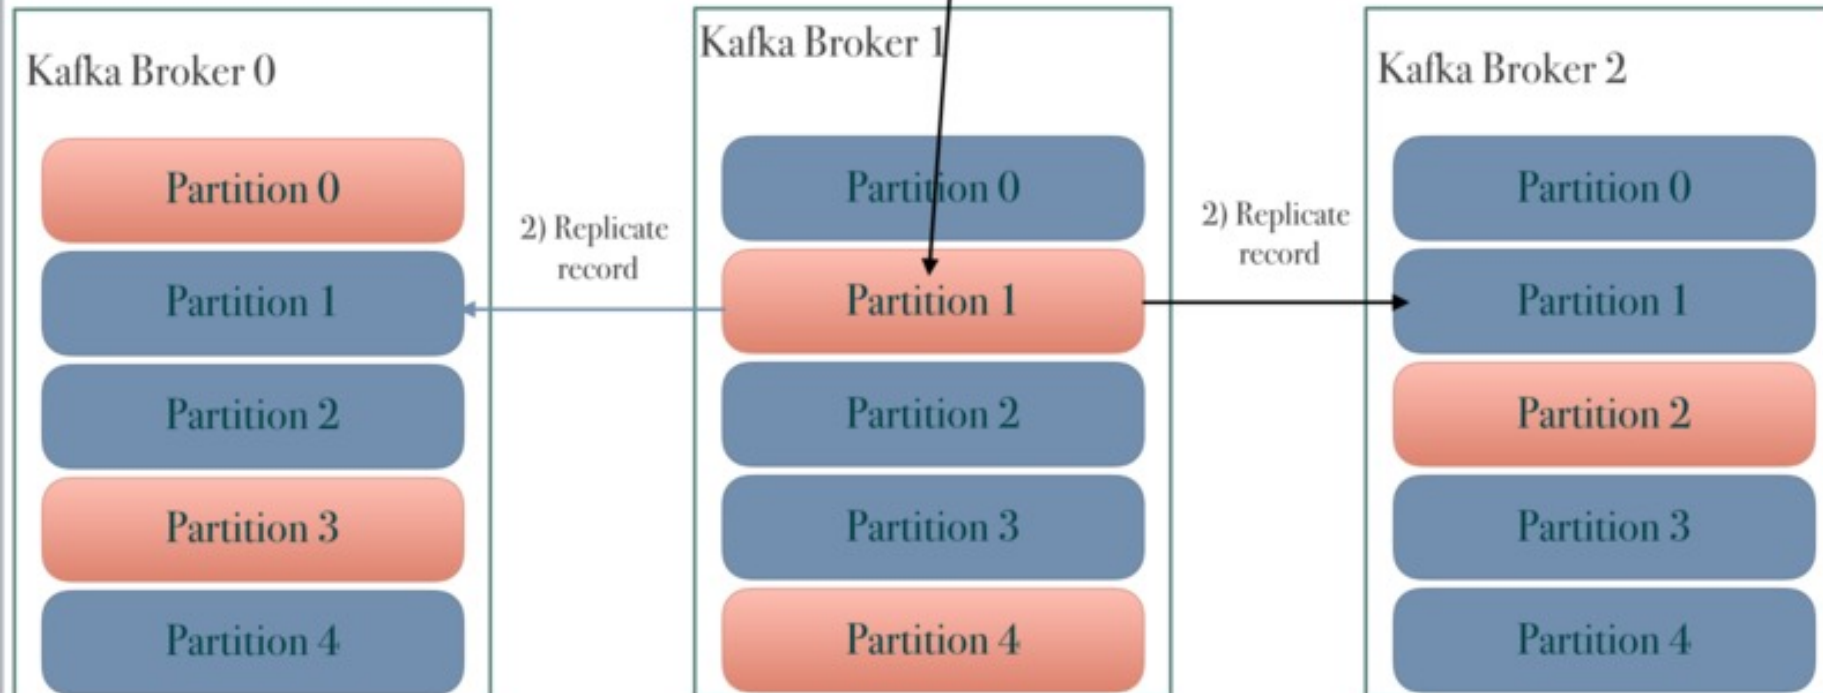 Kafka Broker 0
Partition 0
Partition 1
Partition 2
Partition 3
Partition 4
2) Replicate
record
Kafka Broker 1
Partition 0
Partition 1
Partition 2
Partition 3
Partition 4
2) Replicate
record
Kafka Broker 2
Partition 0
Partition 1
Partition 2
Partition 3
Partition 4